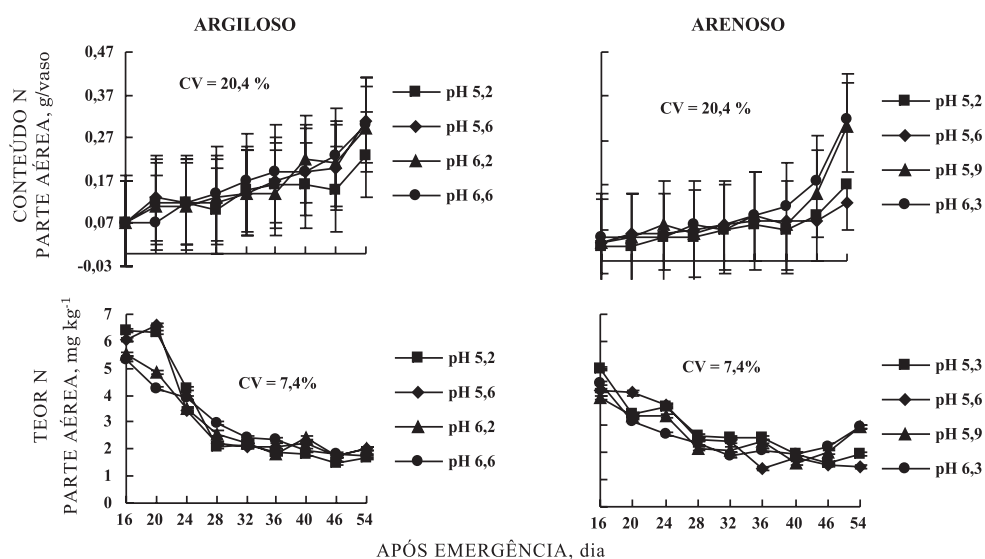 ARGILOSO
ARENOSO
CONTEÚDO N
PARTE AÉREA, g/vaso
0,47
0,37
0,27
0,17
0,07
-0,03
CV = 20,4 %
pH 5,2
pH 5,6
pH 6,2
pH 6,6
CV = 20,4 %
pH 5,2
pH 5,6
pH 5,9
pH 6,3
TEOR N
PARTE AÉREA, mg kg-1
7
6
5
4
3
2
1
0
CV = 7,4%
pH 5,2
pH 5,6
pH 6,2
pH 6,6
16 20 24 28 32 36 40 46 54
CV = 7,4%
pH 5,3
pH 5,6
pH 5,9
pH 6,3
16 20 24 28 32 36 40 46 54
APÓS EMERGÊNCIA, dia